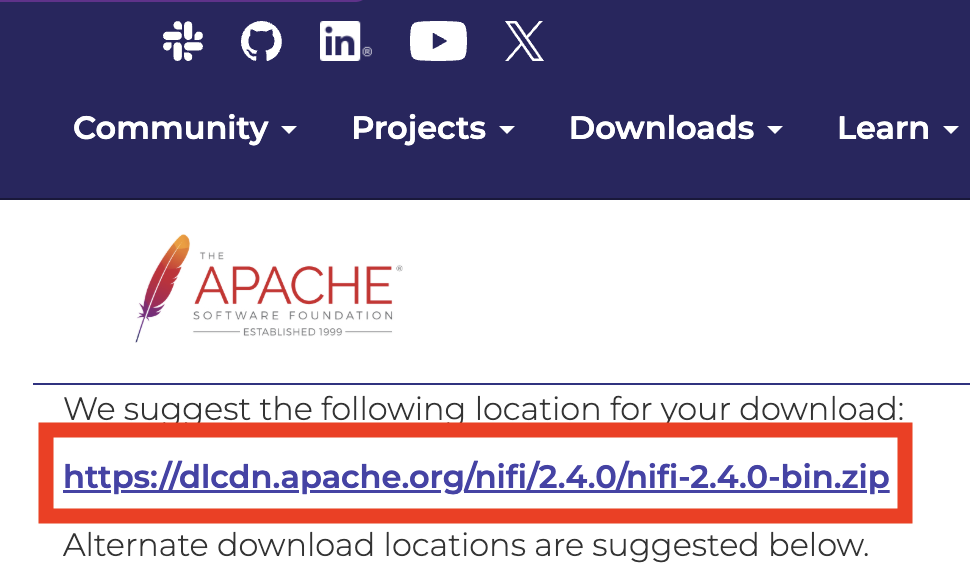 in®
Community
Projects
Downloads
Learn
THE
APACHE®
SOFTWARE FOUNDATION
ESTABLISHED 1999
We suggest the following location for your download:
https://dlcdn.apache.org/nifi/2.4.0/nifi-2.4.0-bin.zip
Alternate download locations are suggested below.